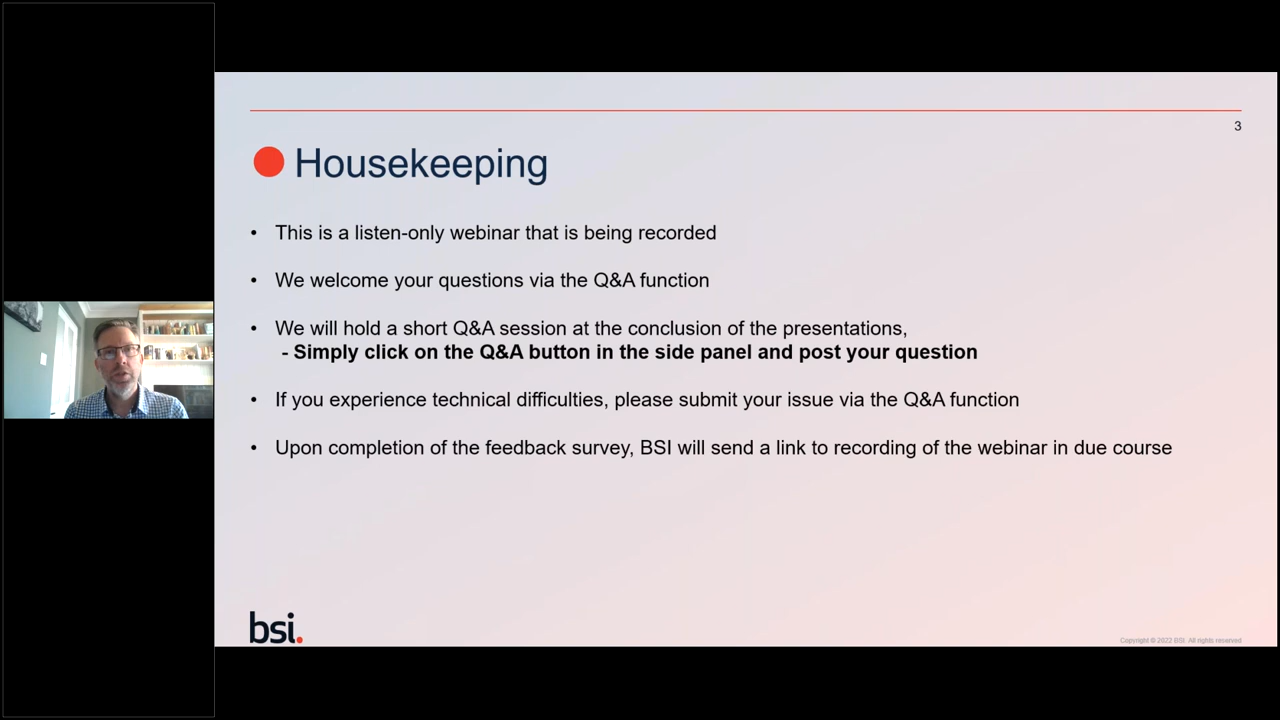 3
Housekeeping
• This is a listen-only webinar that is being recorded
• We welcome your questions via the Q&A function
• We will hold a short Q&A session at the conclusion of the presentations,
- Simply click on the Q&A button in the side panel and post your question
• If you experience technical difficulties, please submit your issue via the Q&A function
• Upon completion of the feedback survey, BSI will send a link to recording of the webinar in due course
bsi.
Copyright © 2022 BSI. All rights reserved